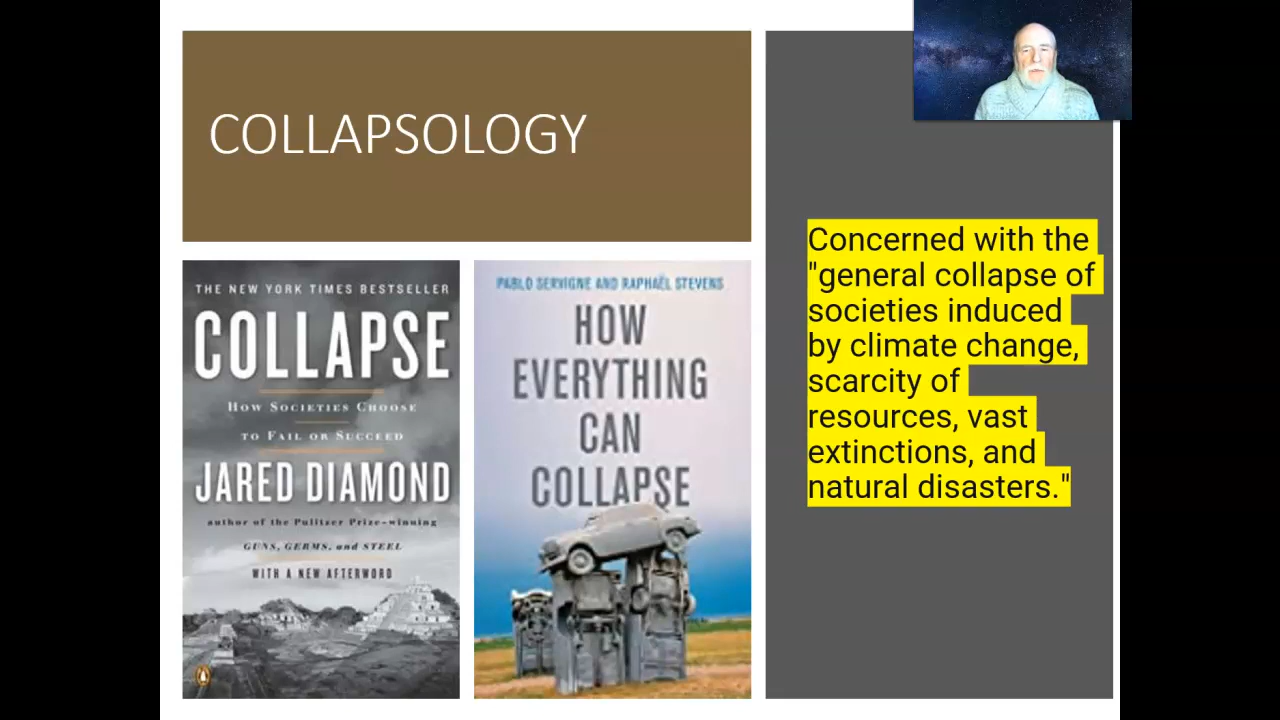 COLLAPSOLOGY
THE NEW YORK TIMES BESTSELLER
COLLAPSE
How Societies Choose
to Fail or Succeed
JARED DIAMOND
author of the Pulitzer Prize-winning
GUNS, GERMS, and STEEL
WITH A NEW AFTERWORD
PABLO SERVIGNE AND RAPHAËL STEVENS
HOW
EVERYTHING
CAN
COLLAPSE
Concerned with the
"general collapse of
societies induced
by climate change,
scarcity of
resources, vast
extinctions, and
natural disasters."